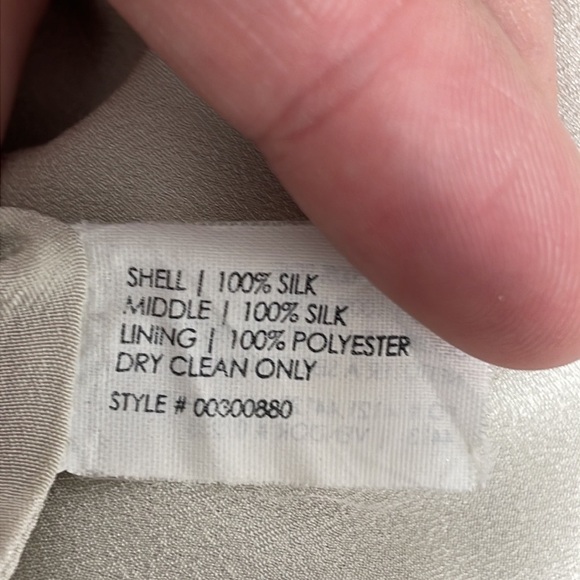 SHELL | 100% SILK
MIDDLE | 100% SILK
LINING | 100% POLYESTER
DRY CLEAN ONLY
STYLE # 00300880